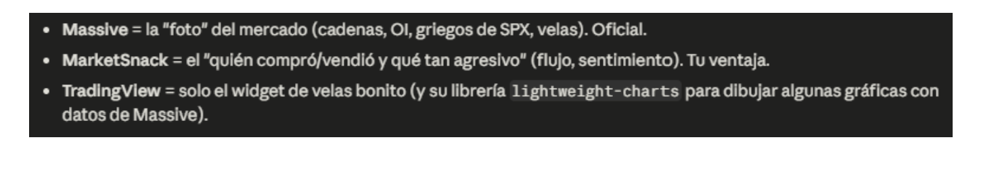 • Massive = la "foto" del mercado (cadenas, OI, griegos de SPX, velas). Oficial.
• MarketSnack = el "quién compró/vendió y qué tan agresivo" (flujo, sentimiento). Tu ventaja.
• TradingView = solo el widget de velas bonito (y su librería lightweight-charts para dibujar algunas gráficas con
datos de Massive).